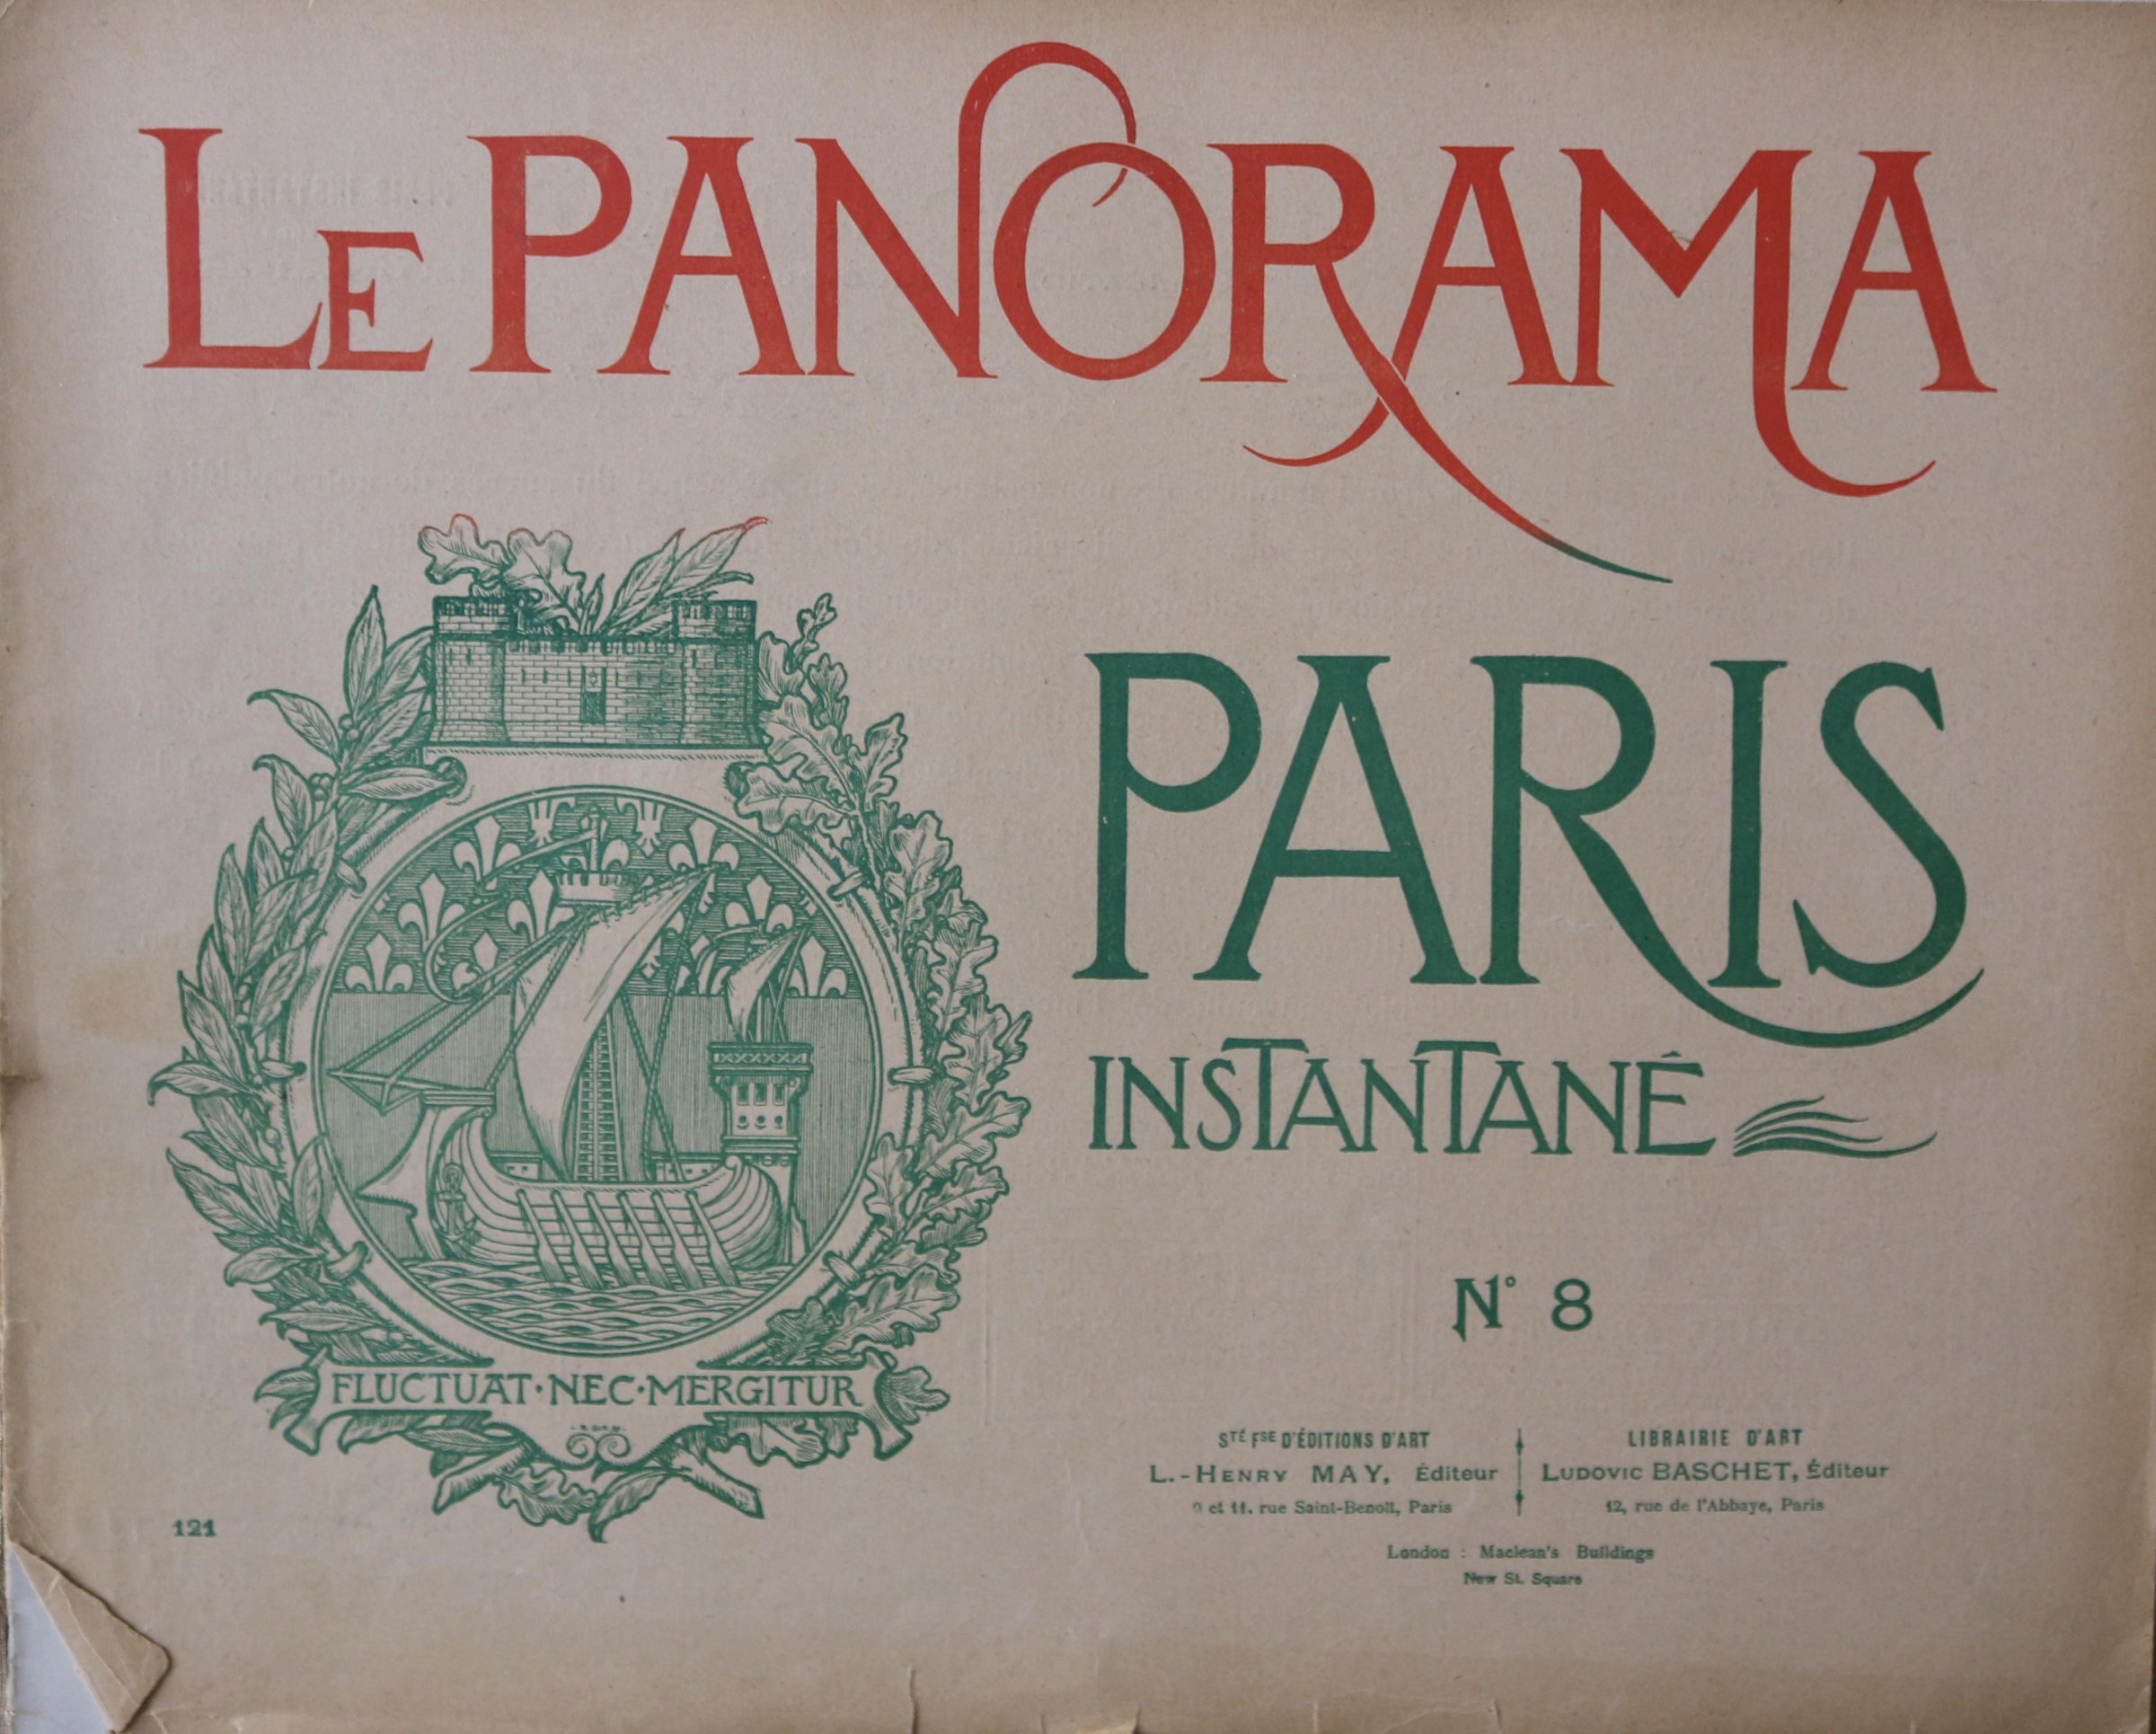 LE PANORAMA
PARIS
INSTANTANÉ
N° 8
FLUCTUAT·NEC·MERGITUR
STÉ FSE D'ÉDITIONS D'ART
L.-HENRY MAY, Éditeur
9 et 11, rue Saint-Benoît, Paris
LIBRAIRIE D'ART
LUDOVIC BASCHET, Éditeur
12, rue de l'Abbaye, Paris
London : Maclean's Buildings
New St. Square
121